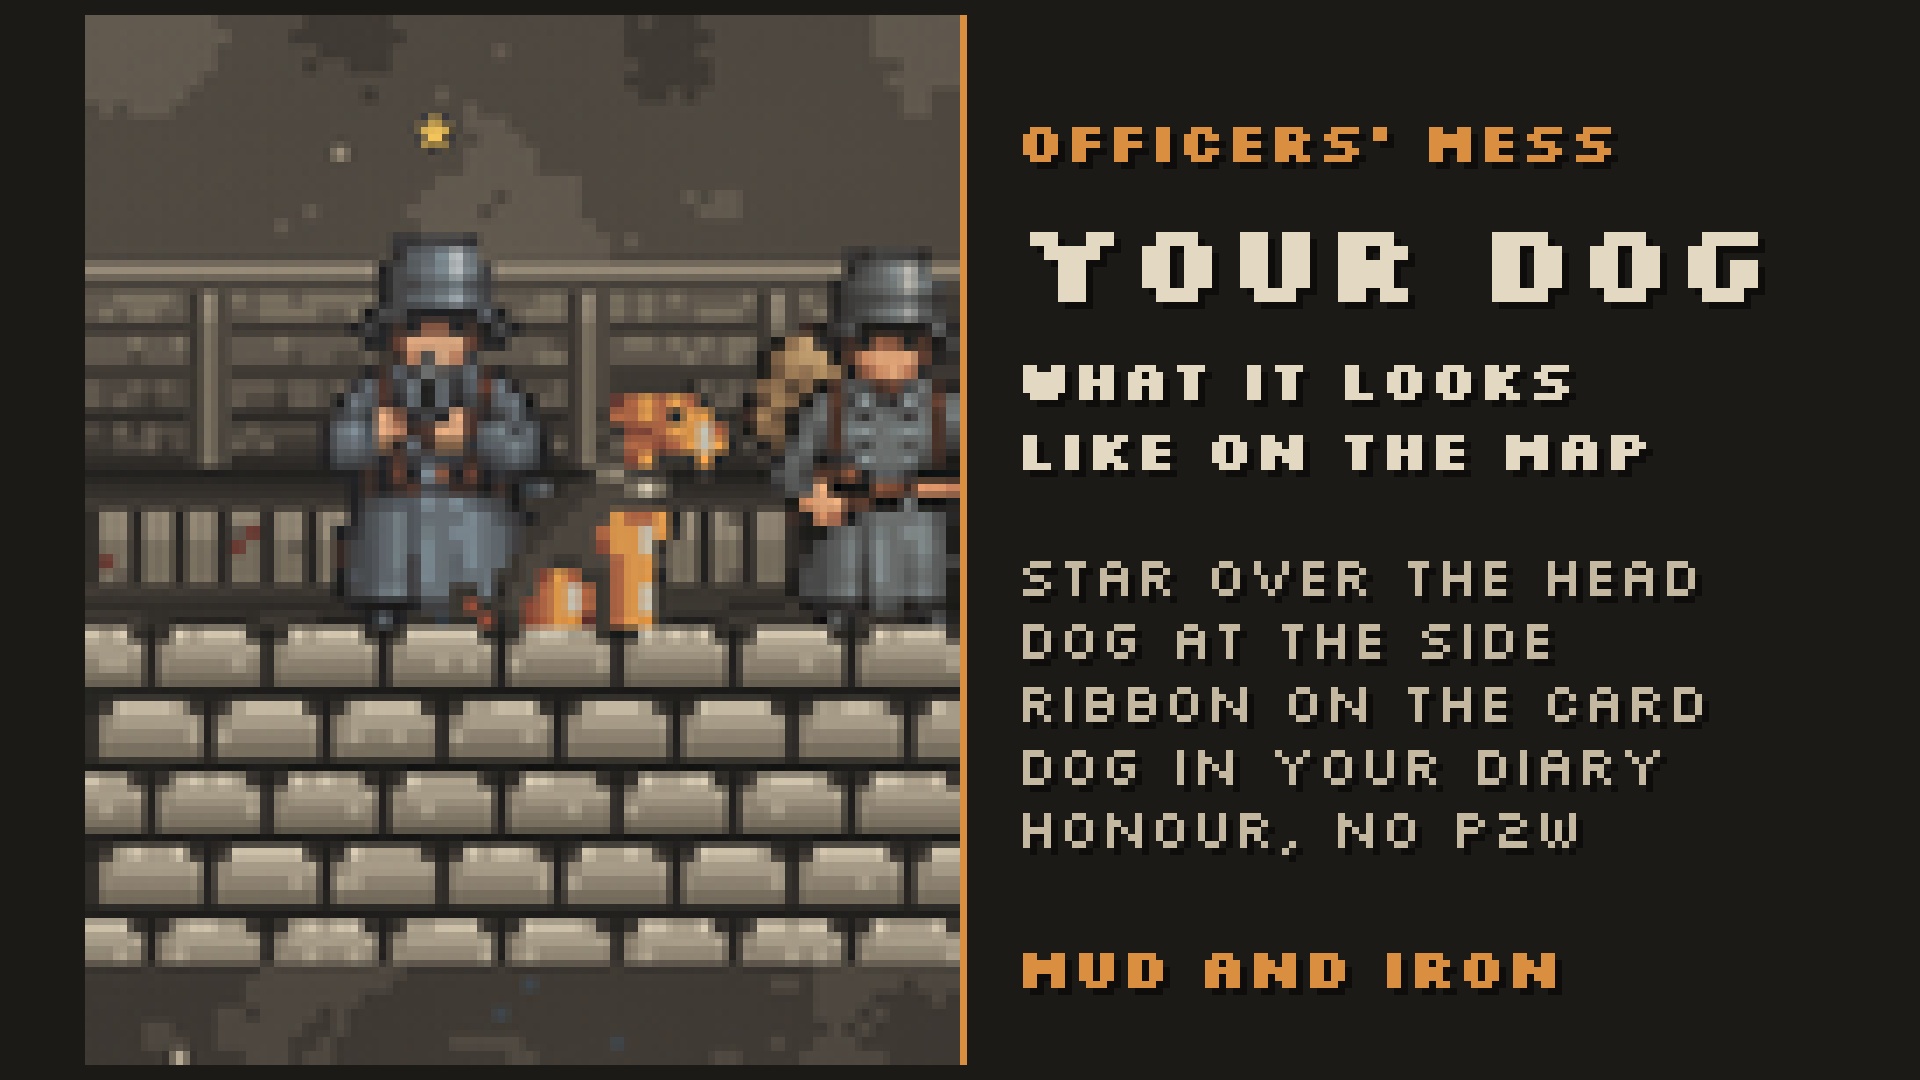 OFFICERS' MESS
YOUR DOG
WHAT IT LOOKS
LIKE ON THE MAP
STAR OVER THE HEAD
DOG AT THE SIDE
RIBBON ON THE CARD
DOG IN YOUR DIARY
HONOUR, NO P2W
MUD AND IRON